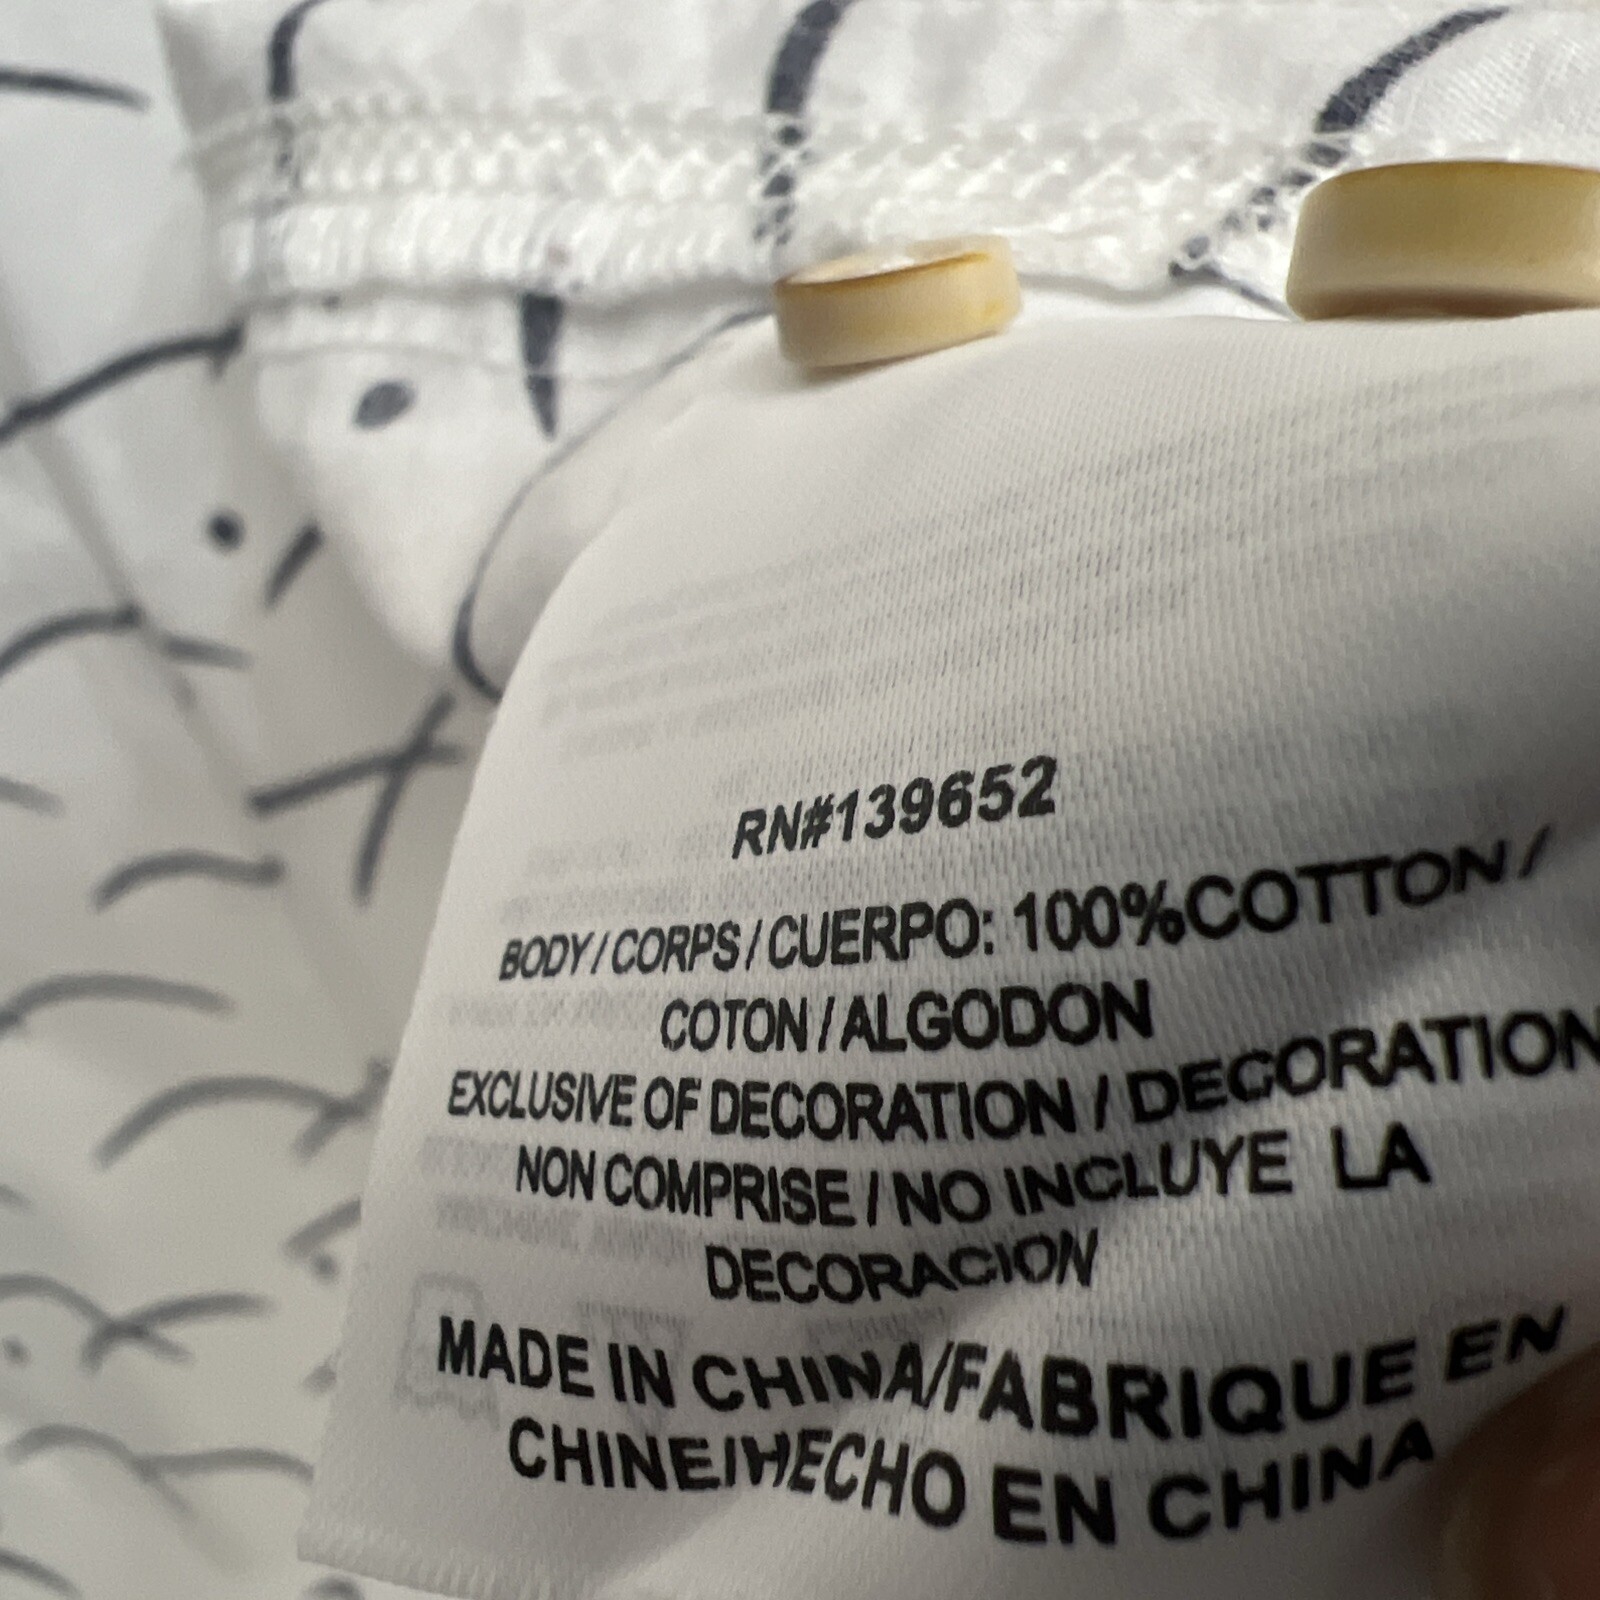 RN#139652
BODY/CORPS/CUERPO: 100%COTTON/
COTON/ALGODON
EXCLUSIVE OF DECORATION / DECORATION
NON COMPRISE / NO INCLUYE LA
DECORACION
MADE IN CHINA/FABRIQUE EN
CHINE/HECHO EN CHINA